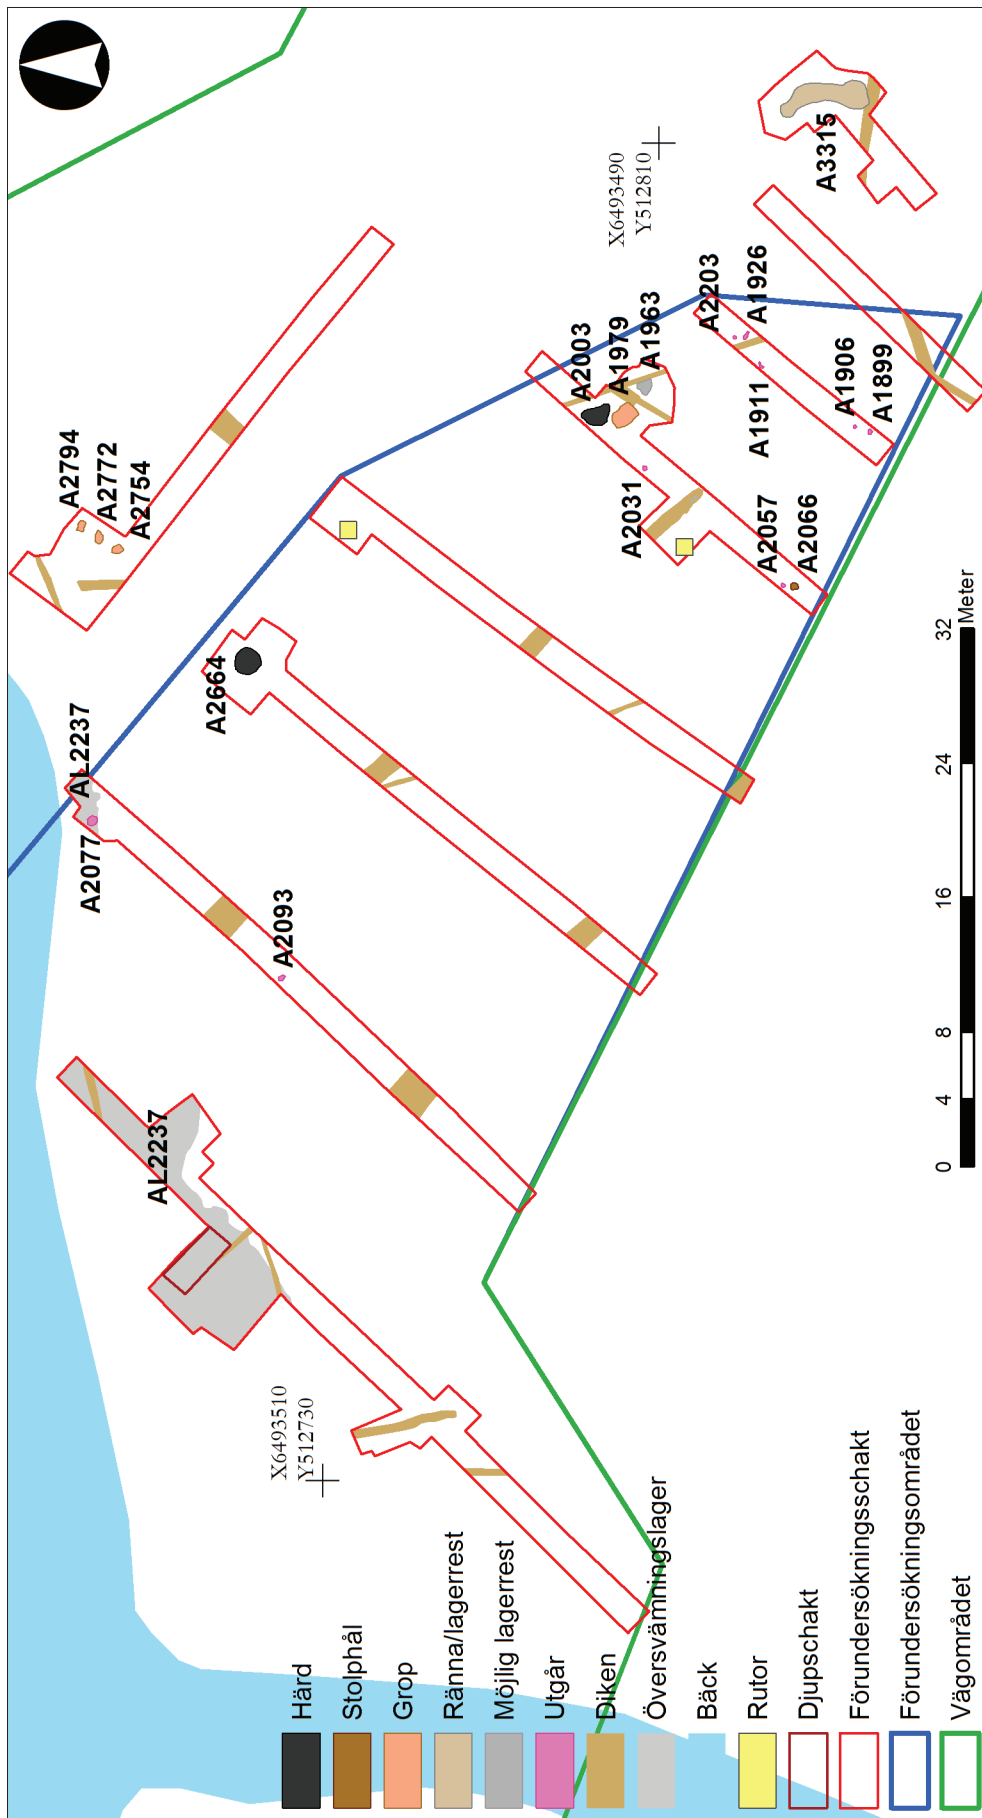 AL2237
A2077
AL2237
A2093
A2664
A2794
A2772
A2754
X6493510
Y512730
X6493490
Y512810
A2003
A1979
A1963
A2031
A2057
A2066
A2203
A1926
A1911
A1906
A1899
A3315
Härd
Stolphål
Grop
Ränna/lagerrest
Möjlig lagerrest
Utgår
Diken
Översvämningslager
Bäck
Rutor
Djupschakt
Förundersökningsschakt
Förundersökningsområdet
Vägområdet
0 4 8 16 24 32
Meter